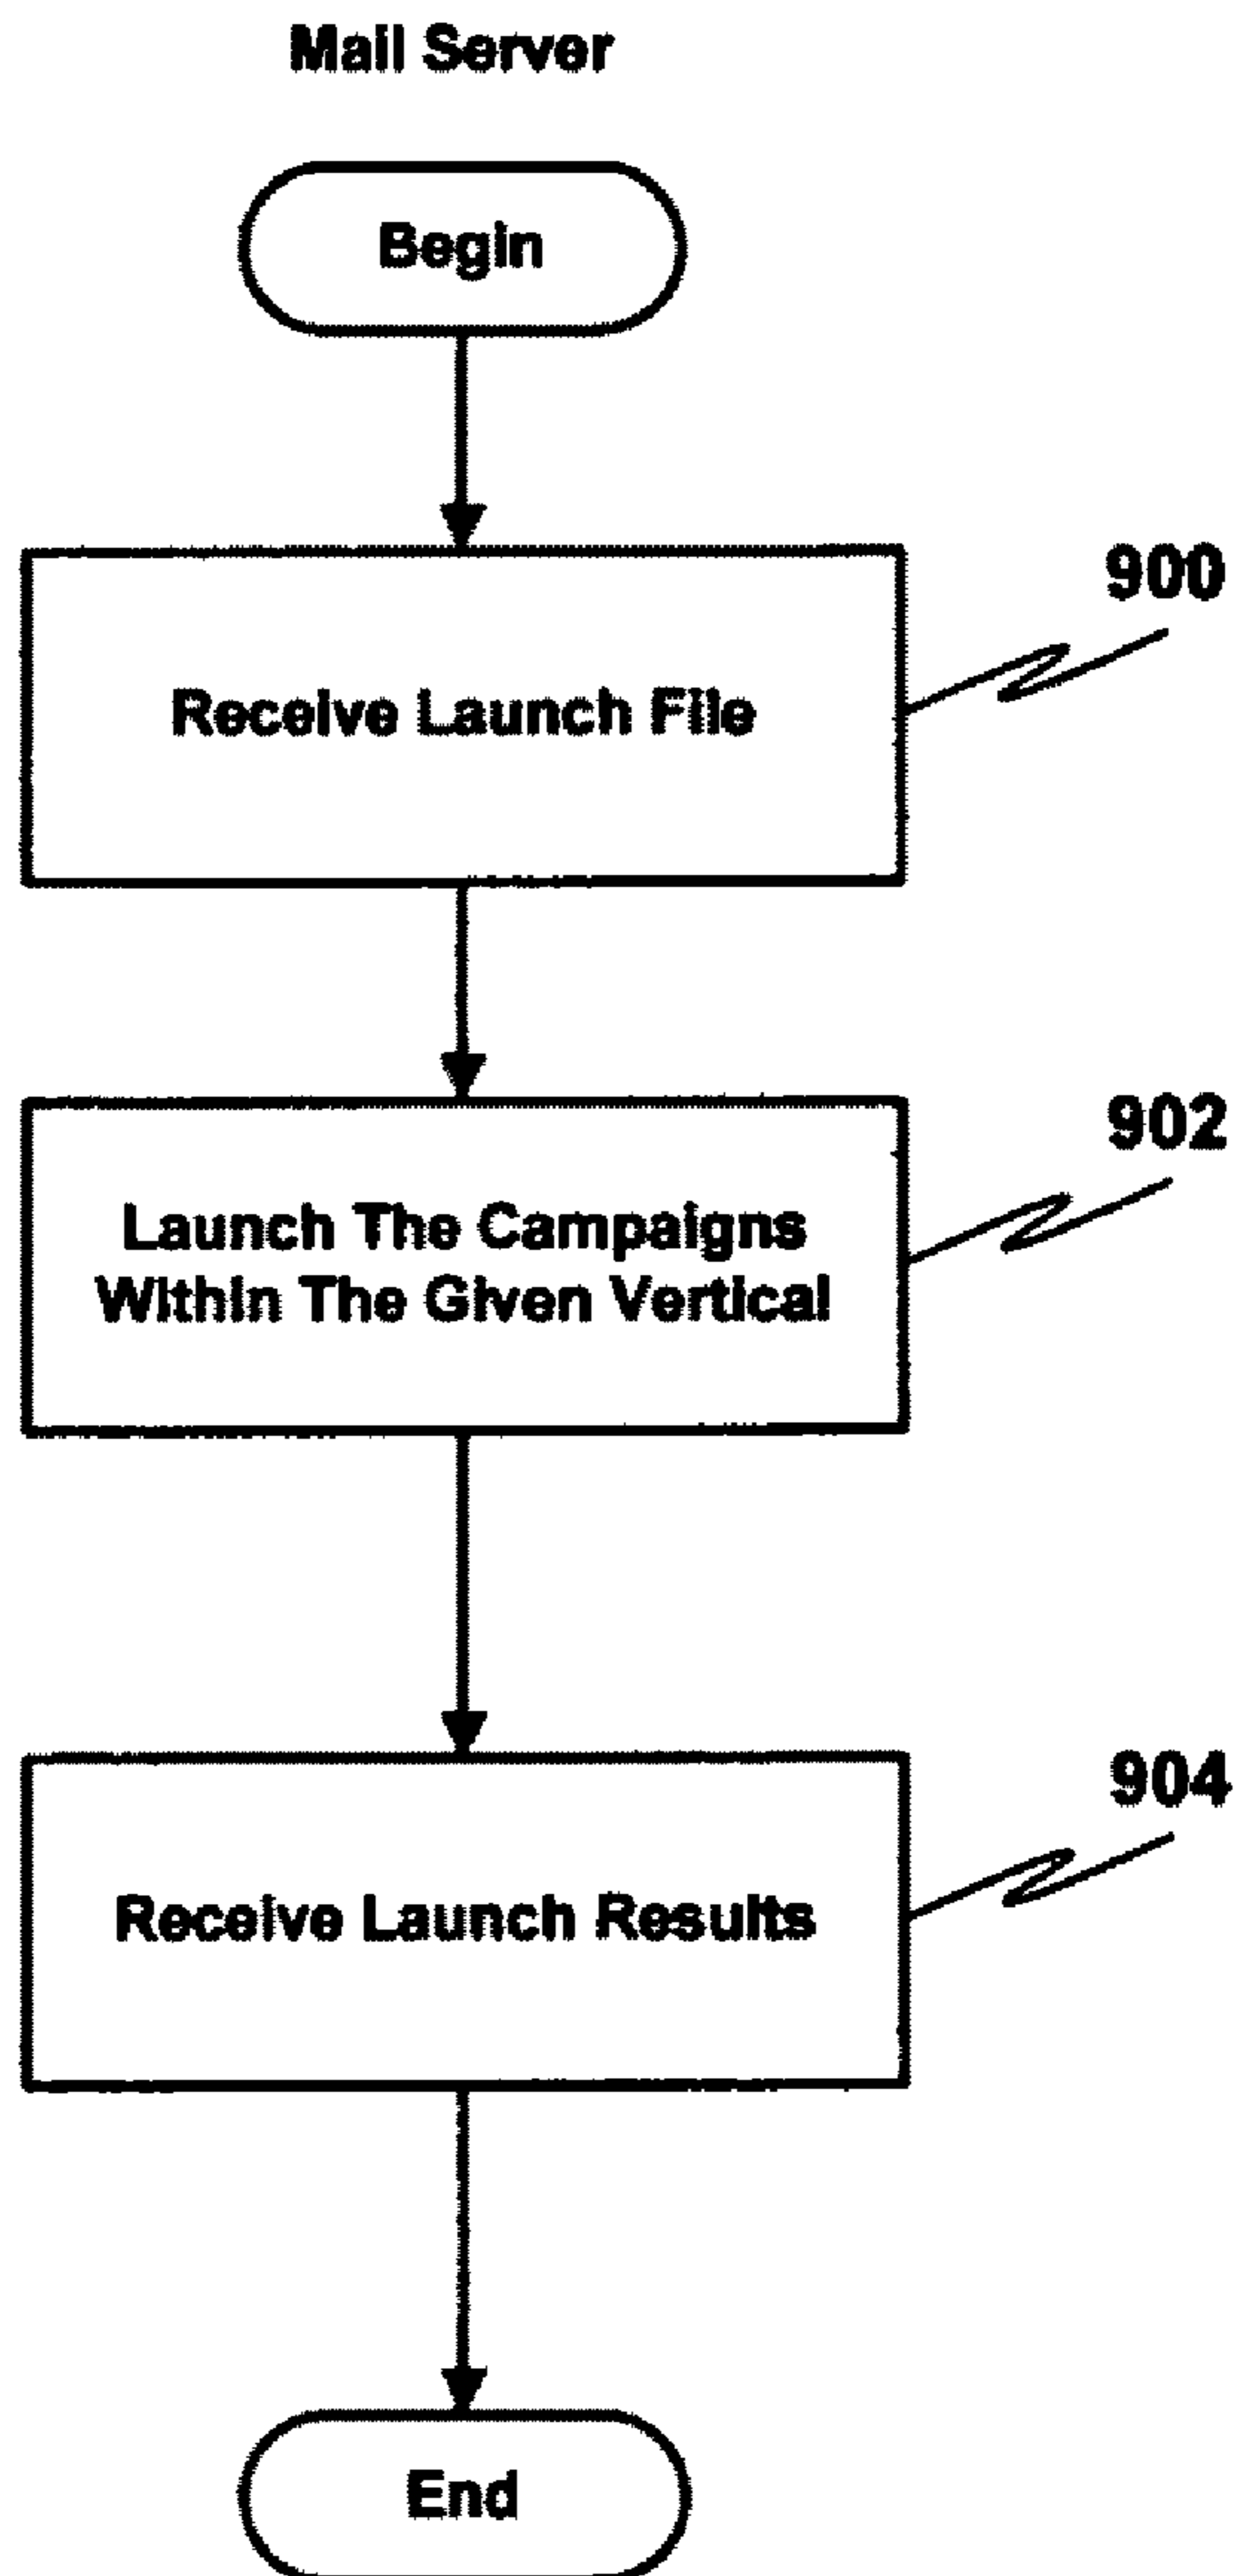 Mail Server
Begin
900
Receive Launch File
902
Launch The Campaigns
Within The Given Vertical
904
Receive Launch Results
End